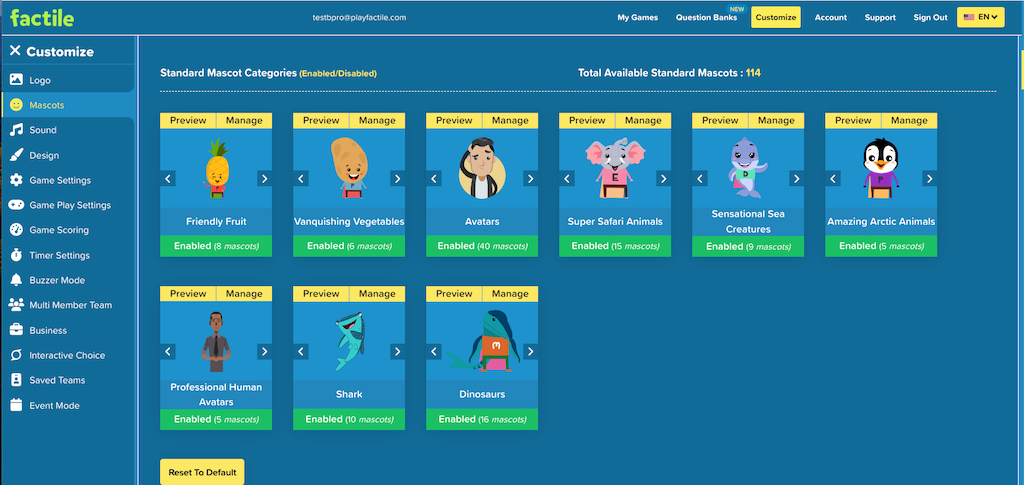 factile
testbpro@playfactile.com
My Games
Question Banks
NEW
Customize
Account
Support
Sign Out
EN
Customize
Logo
Mascots
Sound
Design
Game Settings
Game Play Settings
Game Scoring
Timer Settings
Buzzer Mode
Multi Member Team
Business
Interactive Choice
Saved Teams
Event Mode
Standard Mascot Categories (Enabled/Disabled)
Total Available Standard Mascots : 114
Preview Manage
P
Friendly Fruit
Enabled (8 mascots)
Preview Manage
P
Vanquishing Vegetables
Enabled (6 mascots)
Preview Manage
Avatars
Enabled (40 mascots)
Preview Manage
E
Super Safari Animals
Enabled (15 mascots)
Preview Manage
D
Sensational Sea
Creatures
Enabled (9 mascots)
Preview Manage
P
Amazing Arctic Animals
Enabled (5 mascots)
Preview Manage
Professional Human
Avatars
Enabled (5 mascots)
Preview Manage
Shark
Enabled (10 mascots)
Preview Manage
M
Dinosaurs
Enabled (16 mascots)
Reset To Default